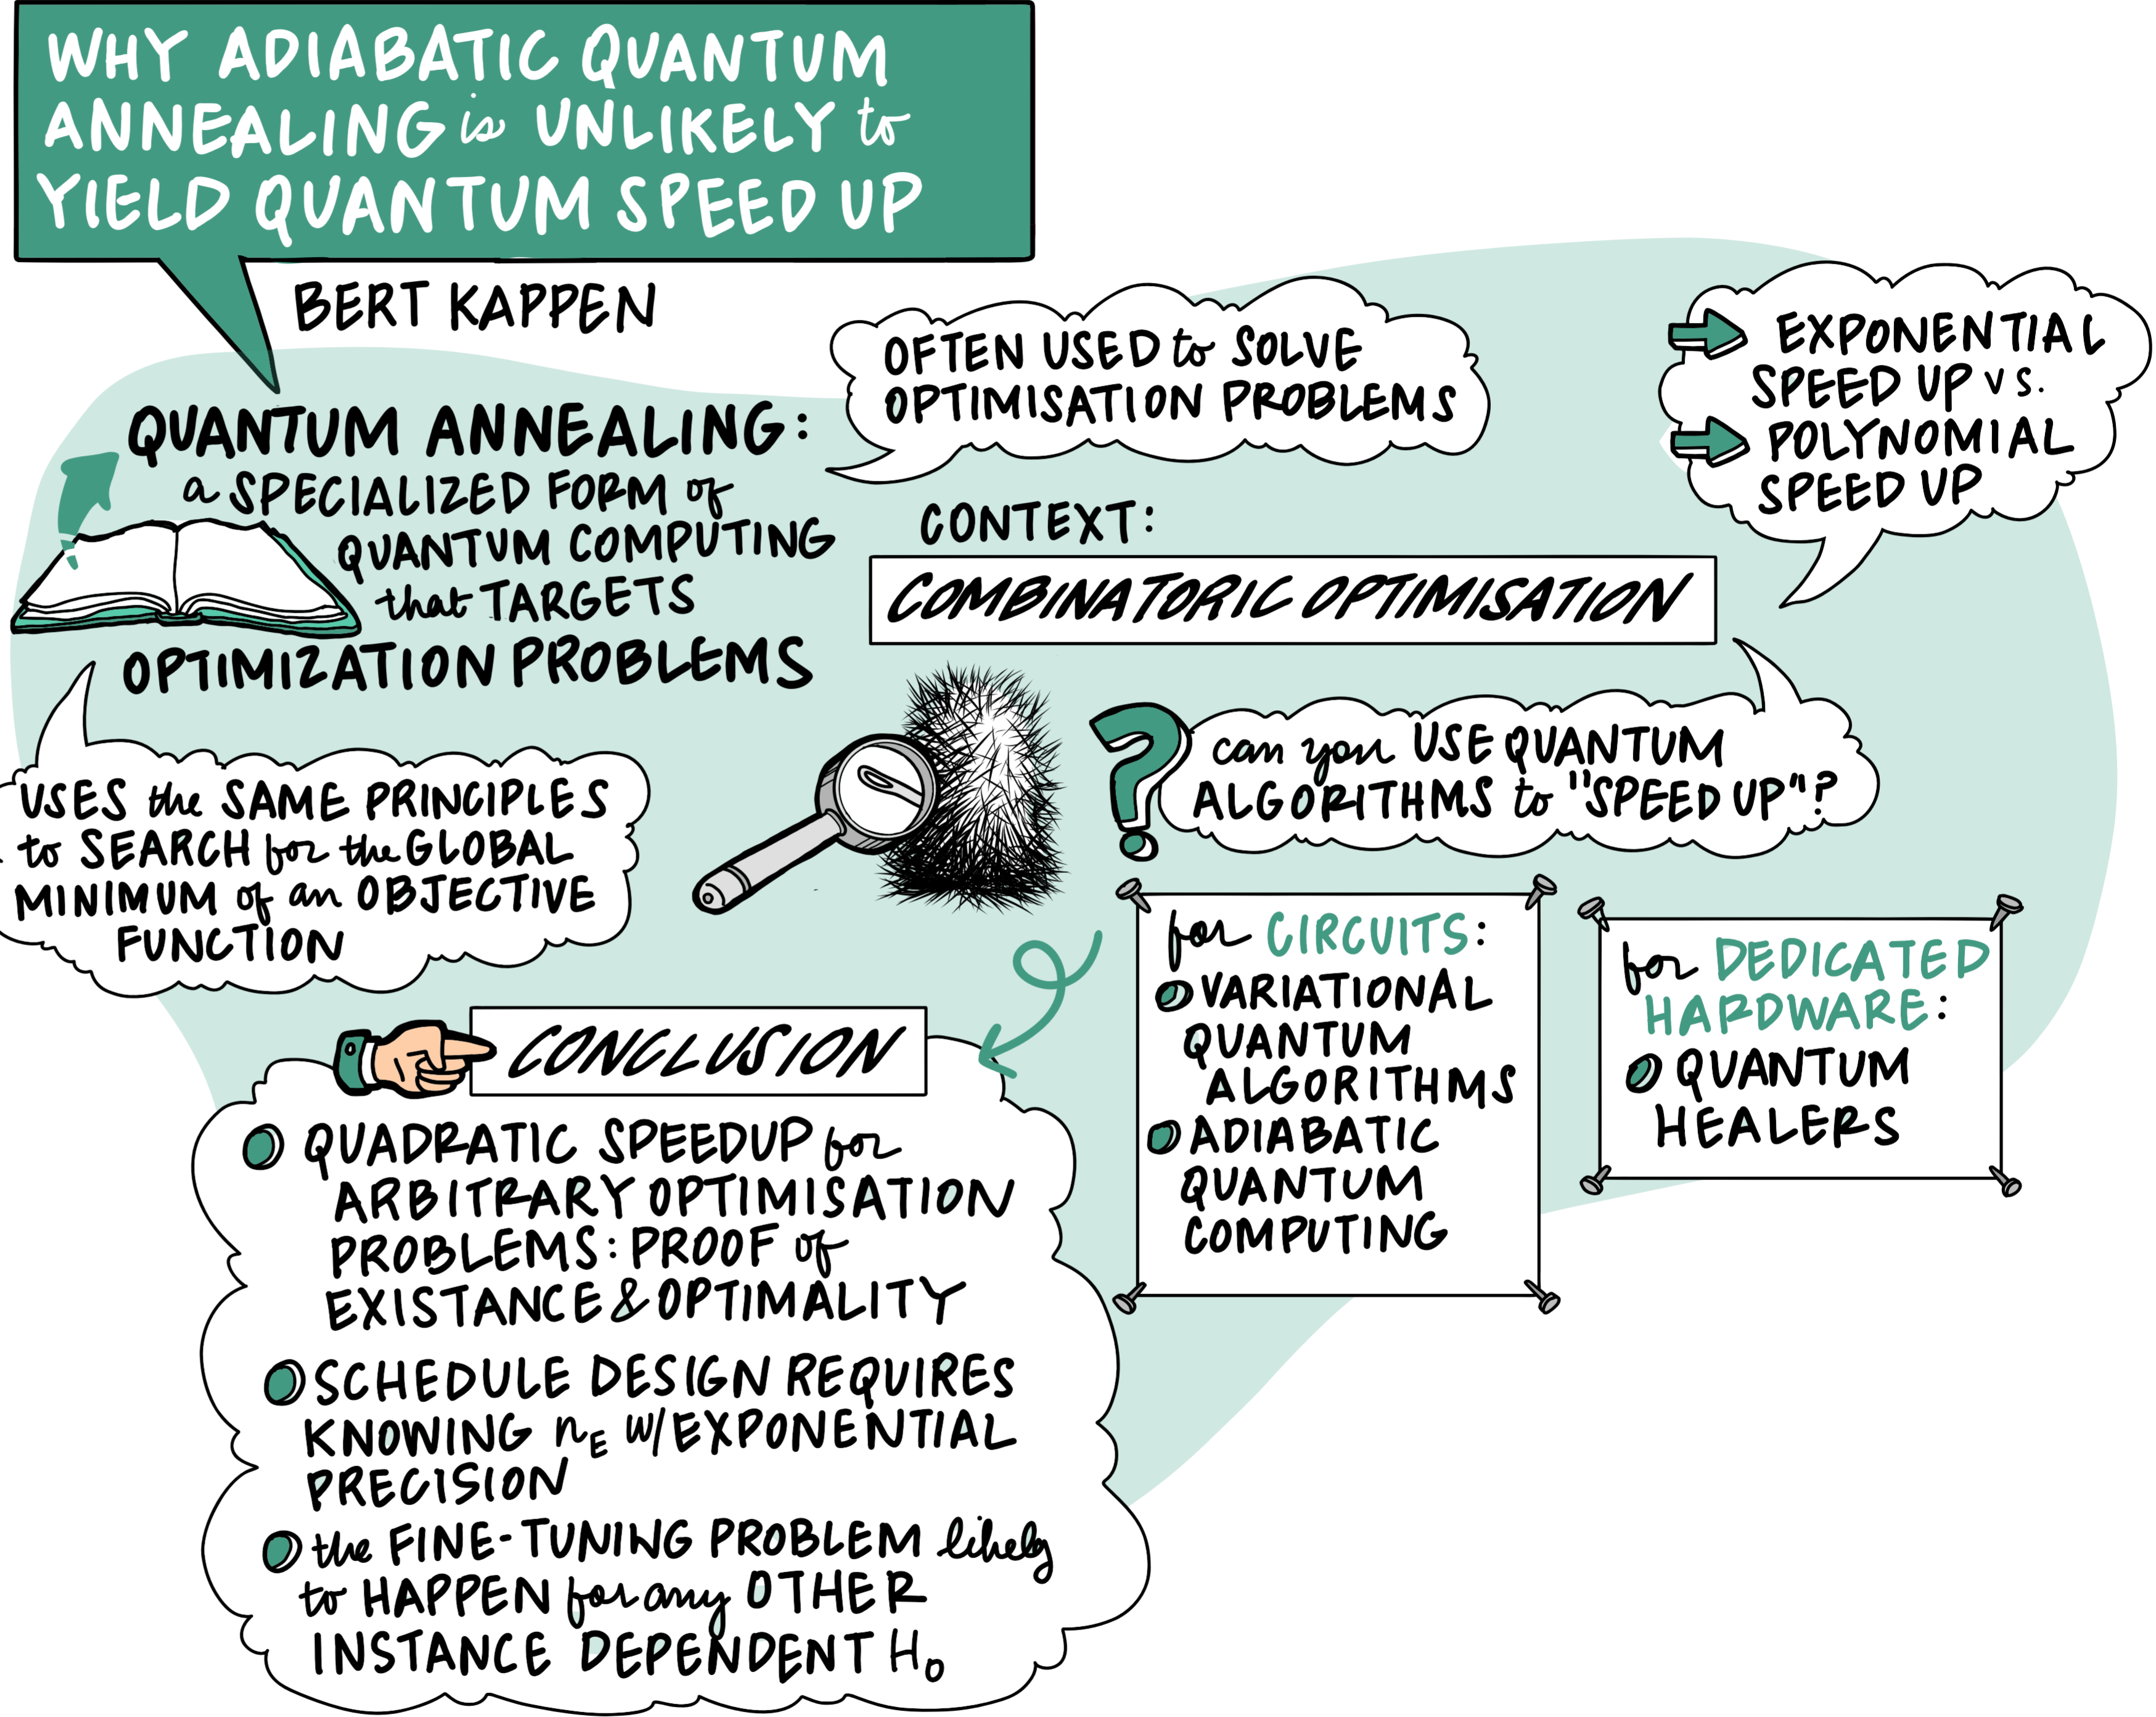 WHY ADIABATIC QUANTUM
ANNEALING is UNLIKELY to
YIELD QUANTUM SPEED UP
BERT KAPPEN
QUANTUM ANNEALING:
a SPECIALIZED FORM of
QUANTUM COMPUTING
that TARGETS
OPTIMIZATION PROBLEMS
USES the SAME PRINCIPLES
to SEARCH for the GLOBAL
MINIMUM of an OBJECTIVE
FUNCTION
OFTEN USED to SOLVE
OPTIMISATION PROBLEMS
CONTEXT:
COMBINATORIC OPTIMISATION
EXPONENTIAL
SPEED UP VS.
POLYNOMIAL
SPEED UP
can you USE QUANTUM
ALGORITHMS to "SPEED UP"?
for CIRCUITS:
VARIATIONAL
QUANTUM
ALGORITHMS
ADIABATIC
QUANTUM
COMPUTING
for DEDICATED
HARDWARE:
QUANTUM
HEALERS
CONCLUSION
QUADRATIC SPEEDUP for
ARBITRARY OPTIMISATION
PROBLEMS: PROOF of
EXISTANCE & OPTIMALITY
SCHEDULE DESIGN REQUIRES
KNOWING n_E W/ EXPONENTIAL
PRECISION
the FINE-TUNING PROBLEM likely
to HAPPEN for any OTHER
INSTANCE DEPENDENT H₀